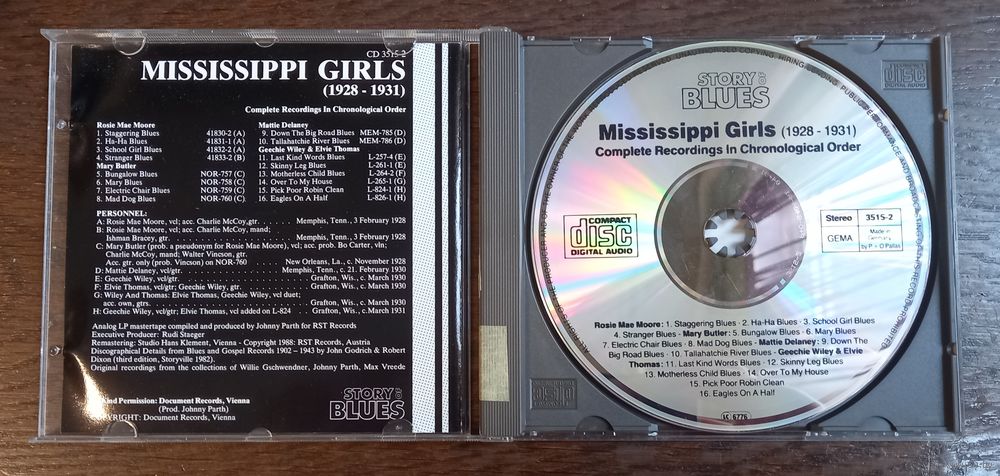 CD 3515-2
MISSISSIPPI GIRLS
(1928 - 1931)
Complete Recordings In Chronological Order
Rosie Mae Moore
1. Staggering Blues 41830-2 (A)
2. Ha-Ha Blues 41831-1 (A)
3. School Girl Blues 41832-2 (A)
4. Stranger Blues 41833-2 (B)
Mary Butler
5. Bungalow Blues NOR-757 (C)
6. Mary Blues NOR-758 (C)
7. Electric Chair Blues NOR-759 (C)
8. Mad Dog Blues NOR-760 (C)
Mattie Delaney
9. Down The Big Road Blues MEM-785 (D)
10. Tallahatchie River Blues MEM-786 (D)
Geechie Wiley & Elvie Thomas
11. Last Kind Words Blues L-257-4 (E)
12. Skinny Leg Blues L-261-1 (E)
13. Motherless Child Blues L-264-2 (F)
14. Over To My House L-265-1 (G)
15. Pick Poor Robin Clean L-824-1 (H)
16. Eagles On A Half L-826-1 (H)
PERSONNEL:
A: Rosie Mae Moore, vcl; acc. Charlie McCoy, gtr. Memphis, Tenn., 3 February 1928
B: Rosie Mae Moore, vcl; acc. Charlie McCoy, mand;
Ishman Bracey, gtr. Memphis, Tenn., 3 February 1928
C: Mary Butler (prob. a pseudonym for Rosie Mae Moore), vcl; acc. prob. Bo Carter, vln;
Charlie McCoy, mand; Walter Vincson, gtr.
Acc. gtr. only (prob. Vincson) on NOR-760 New Orleans, La., c. November 1928
D: Mattie Delaney, vcl/gtr. Memphis, Tenn., c. 21. February 1930
E: Geechie Wiley, vcl/gtr. Grafton, Wis., c. March 1930
F: Elvie Thomas, vcl/gtr; Geechie Wiley, gtr. Grafton, Wis., c. March 1930
G: Wiley And Thomas: Elvie Thomas, Geechie Wiley, vcl duet;
acc. own, gtrs. Grafton, Wis., c. March 1930
H: Geechie Wiley, vcl/gtr; Elvie Thomas, vcl added on L-824 Grafton, Wis., c.March 1931
Analog LP mastertape compiled and produced by Johnny Parth for RST Records
Executive Producer: Rudi Staeger
Remastering: Studio Hans Klement, Vienna - Copyright 1988: RST Records, Austria
Discographical Details from Blues and Gospel Records 1902 - 1943 by John Godrich & Robert
Dixon (third edition, Storyville 1982).
Original recordings from the collections of Willie Gschwendner, Johnny Parth, Max Vreede
Kind Permission: Document Records, Vienna
(Prod. Johnny Parth)
COPYRIGHT: Document Records, Vienna
STORY OF
BLUES
STORY OF
BLUES
Mississippi Girls (1928 - 1931)
Complete Recordings In Chronological Order
COMPACT
disc
DIGITAL AUDIO
Stereo 3515-2
GEMA Made in
Germany
by P + O Pallas
Rosie Mae Moore: 1. Staggering Blues · 2. Ha-Ha Blues · 3. School Girl Blues
4. Stranger Blues - Mary Butler: 5. Bungalow Blues · 6. Mary Blues
7. Electric Chair Blues · 8. Mad Dog Blues - Mattie Delaney: 9. Down The
Big Road Blues · 10. Tallahatchie River Blues - Geechie Wiley & Elvie
Thomas: 11. Last Kind Words Blues · 12. Skinny Leg Blues
13. Motherless Child Blues · 14. Over To My House
15. Pick Poor Robin Clean
16. Eagles On A Half
LC 6776
UNAUTHORISED COPYING, HIRING, PUBLIC PERFORMANCE AND BROADCASTING
COMPACT
disc
DIGITAL AUDIO